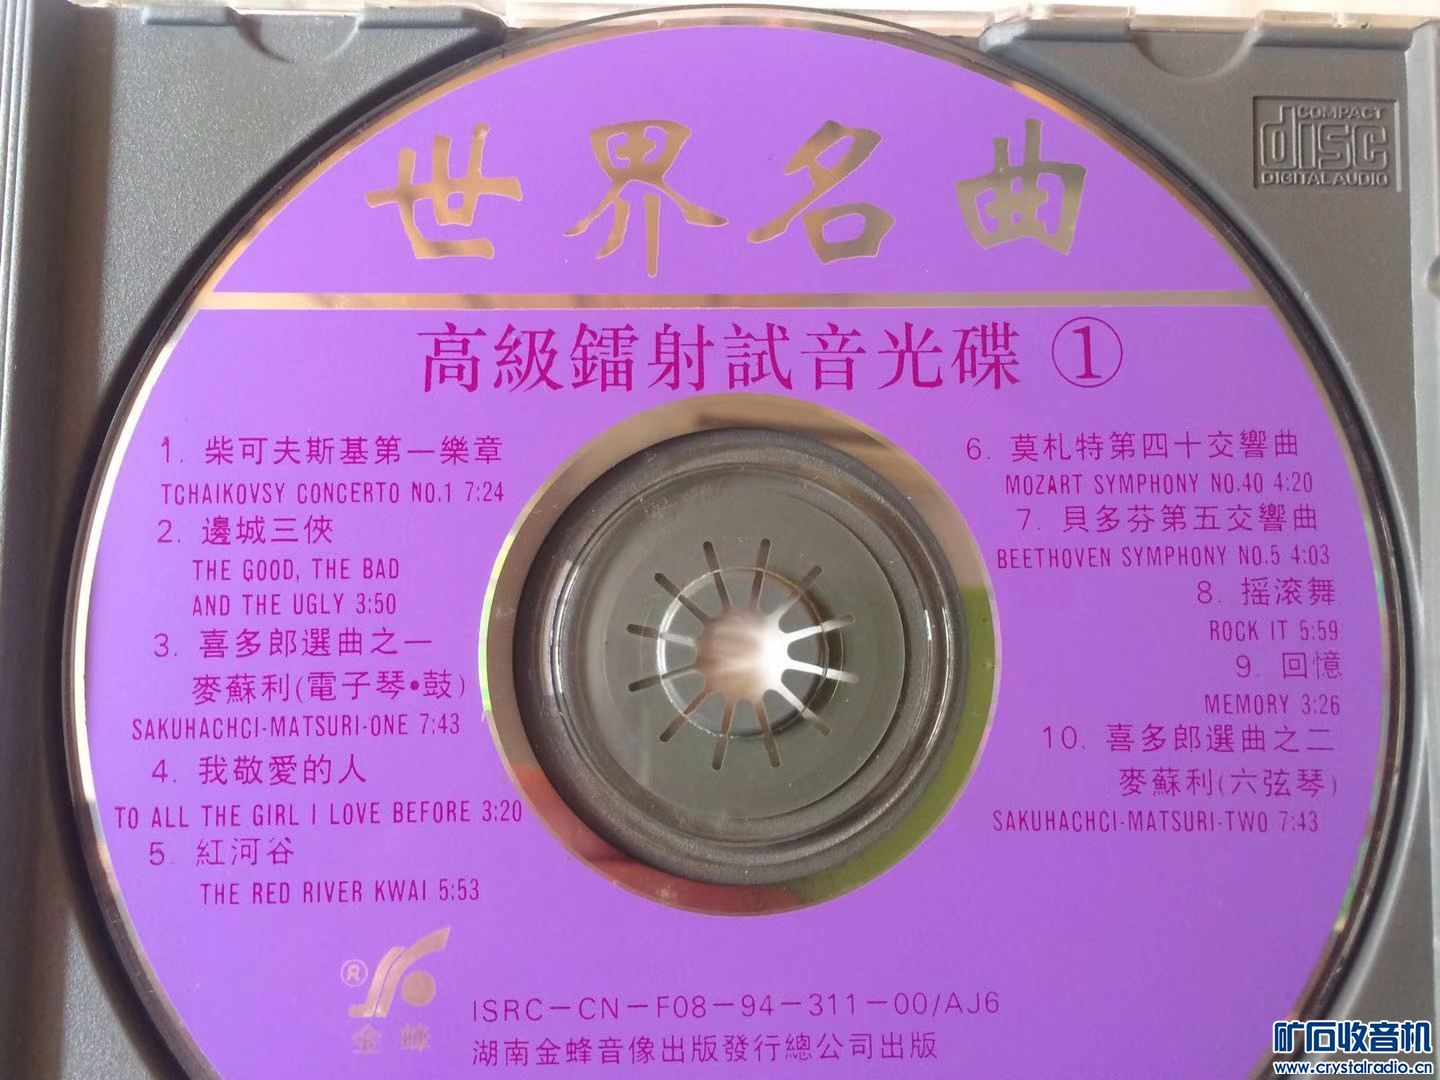 世界名曲
COMPACT
disc
DIGITAL AUDIO
高級鐳射試音光碟 ①
1. 柴可夫斯基第一樂章
TCHAIKOVSY CONCERTO NO.1 7:24
2. 邊城三俠
THE GOOD, THE BAD
AND THE UGLY 3:50
3. 喜多郎選曲之一
麥蘇利(電子琴•鼓)
SAKUHACHCI-MATSURI-ONE 7:43
4. 我敬愛的人
TO ALL THE GIRL I LOVE BEFORE 3:20
5. 紅河谷
THE RED RIVER KWAI 5:53
6. 莫札特第四十交響曲
MOZART SYMPHONY NO.40 4:20
7. 貝多芬第五交響曲
BEETHOVEN SYMPHONY NO.5 4:03
8. 摇滚舞
ROCK IT 5:59
9. 回憶
MEMORY 3:26
10. 喜多郎選曲之二
麥蘇利(六弦琴)
SAKUHACHCI-MATSURI-TWO 7:43
®
金蜂
ISRC-CN-F08-94-311-00/AJ6
湖南金蜂音像出版發行總公司出版
矿石收音机
www.crystalradio.cn